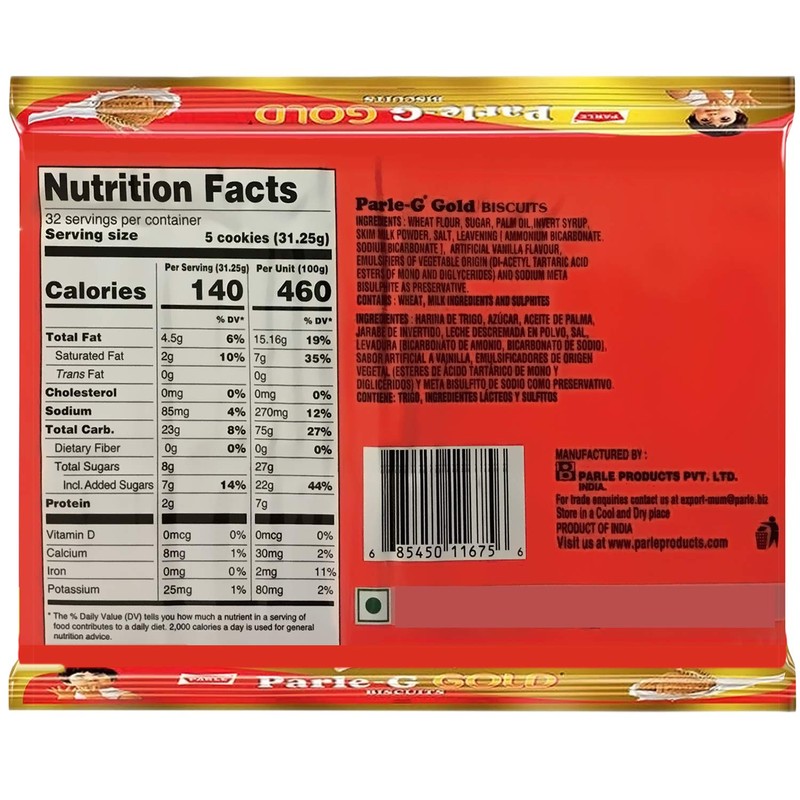 Parle-G GOLD
BISCUITS
PARLE
Nutrition Facts
32 servings per container
Serving size 5 cookies (31.25g)
Per Serving (31.25g) Per Unit (100g)
Calories 140 460
% DV* % DV*
Total Fat 4.5g 6% 15.16g 19%
Saturated Fat 2g 10% 7g 35%
Trans Fat 0g 0g
Cholesterol 0mg 0% 0mg 0%
Sodium 85mg 4% 270mg 12%
Total Carb. 23g 8% 75g 27%
Dietary Fiber 0g 0% 0g 0%
Total Sugars 8g 27g
Incl. Added Sugars 7g 14% 22g 44%
Protein 2g 7g
Vitamin D 0mcg 0% 0mcg 0%
Calcium 8mg 1% 30mg 2%
Iron 0mg 0% 2mg 11%
Potassium 25mg 1% 80mg 2%
* The % Daily Value (DV) tells you how much a nutrient in a serving of
food contributes to a daily diet. 2,000 calories a day is used for general
nutrition advice.
Parle-G® Gold BISCUITS
INGREDIENTS : WHEAT FLOUR, SUGAR, PALM OIL, INVERT SYRUP,
SKIM MILK POWDER, SALT, LEAVENING [ AMMONIUM BICARBONATE.
SODIUM BICARBONATE ], ARTIFICIAL VANILLA FLAVOUR,
EMULSIFIERS OF VEGETABLE ORIGIN (DI-ACETYL TARTARIC ACID
ESTERS OF MONO AND DIGLYCERIDES) AND SODIUM META
BISULPHITE AS PRESERVATIVE.
CONTAINS : WHEAT, MILK INGREDIENTS AND SULPHITES
INGREDIENTES : HARINA DE TRIGO, AZÚCAR, ACEITE DE PALMA,
JARABE DE INVERTIDO, LECHE DESCREMADA EN POLVO, SAL,
LEVADURA [BICARBONATO DE AMONIO, BICARBONATO DE SODIO],
SABOR ARTIFICIAL A VAINILLA, EMULSIFICADORES DE ORIGEN
VEGETAL (ESTERES DE ÁCIDO TARTÁRICO DE MONO Y
DIGLICÉRIDOS) Y META BISULFITO DE SODIO COMO PRESERVATIVO.
CONTIENE: TRIGO, INGREDIENTES LÁCTEOS Y SULFITOS
6 85450 11675 6
MANUFACTURED BY :
PARLE PRODUCTS PVT. LTD.
INDIA.
For trade enquiries contact us at export-mum@parle.biz
Store in a Cool and Dry place
PRODUCT OF INDIA
Visit us at www.parleproducts.com
PARLE
Parle-G GOLD
BISCUITS